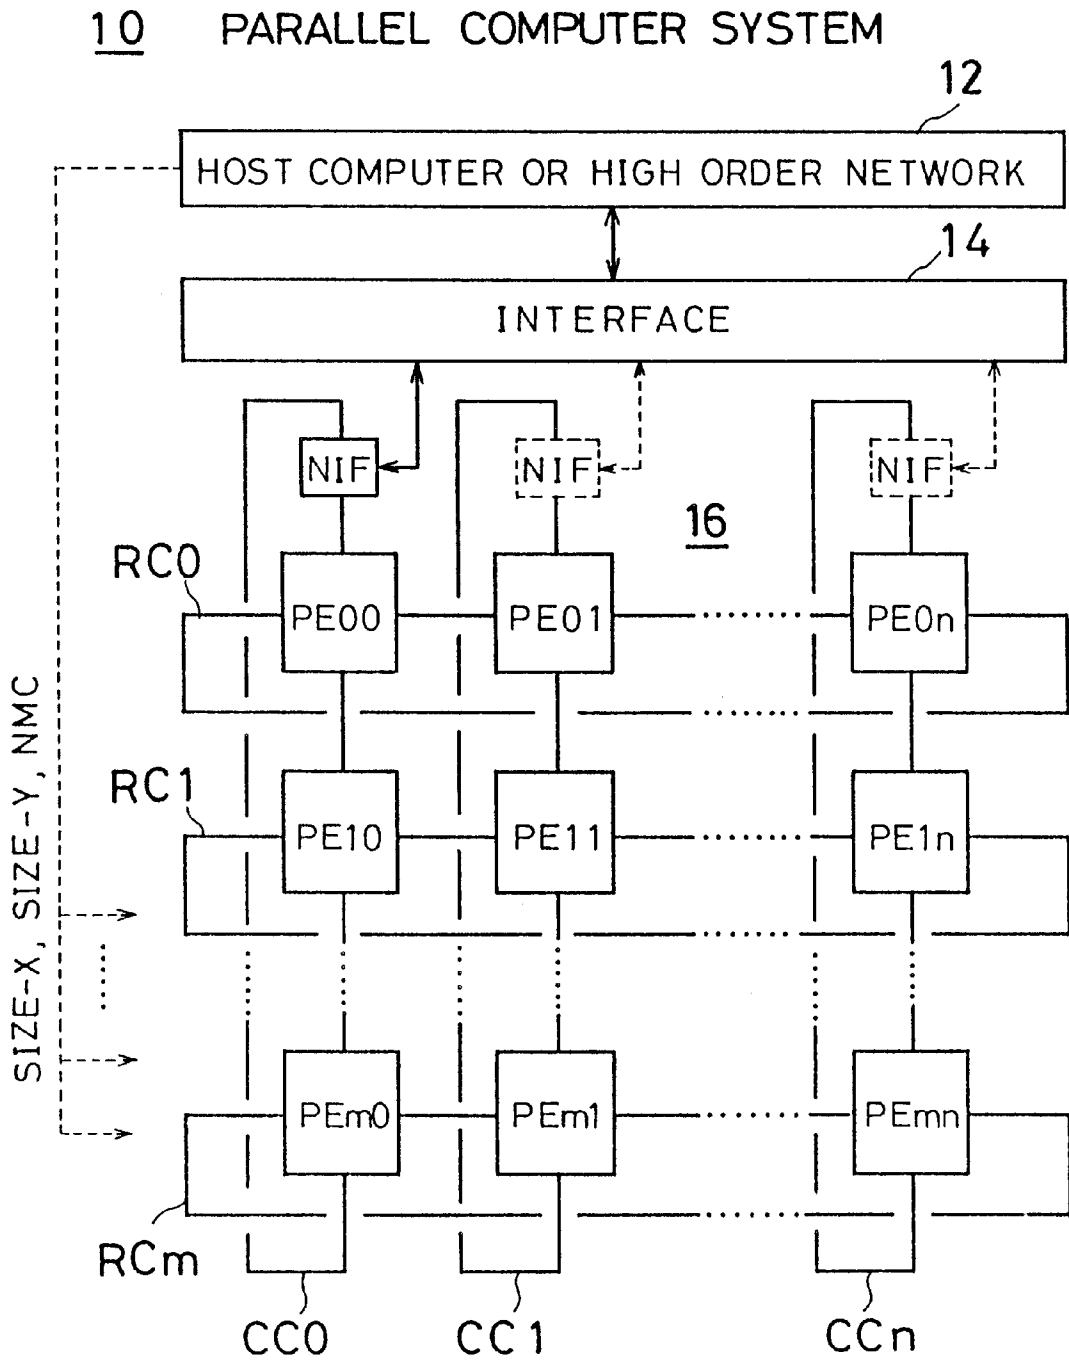 10 PARALLEL COMPUTER SYSTEM
12
HOST COMPUTER OR HIGH ORDER NETWORK
14
INTERFACE
NIF NIF NIF
16
RC0
PE00 PE01 PE0n
SIZE-X, SIZE-Y, NMC
RC1
PE10 PE11 PE1n
PEm0 PEm1 PEmn
RCm
CC0 CC1 CCn